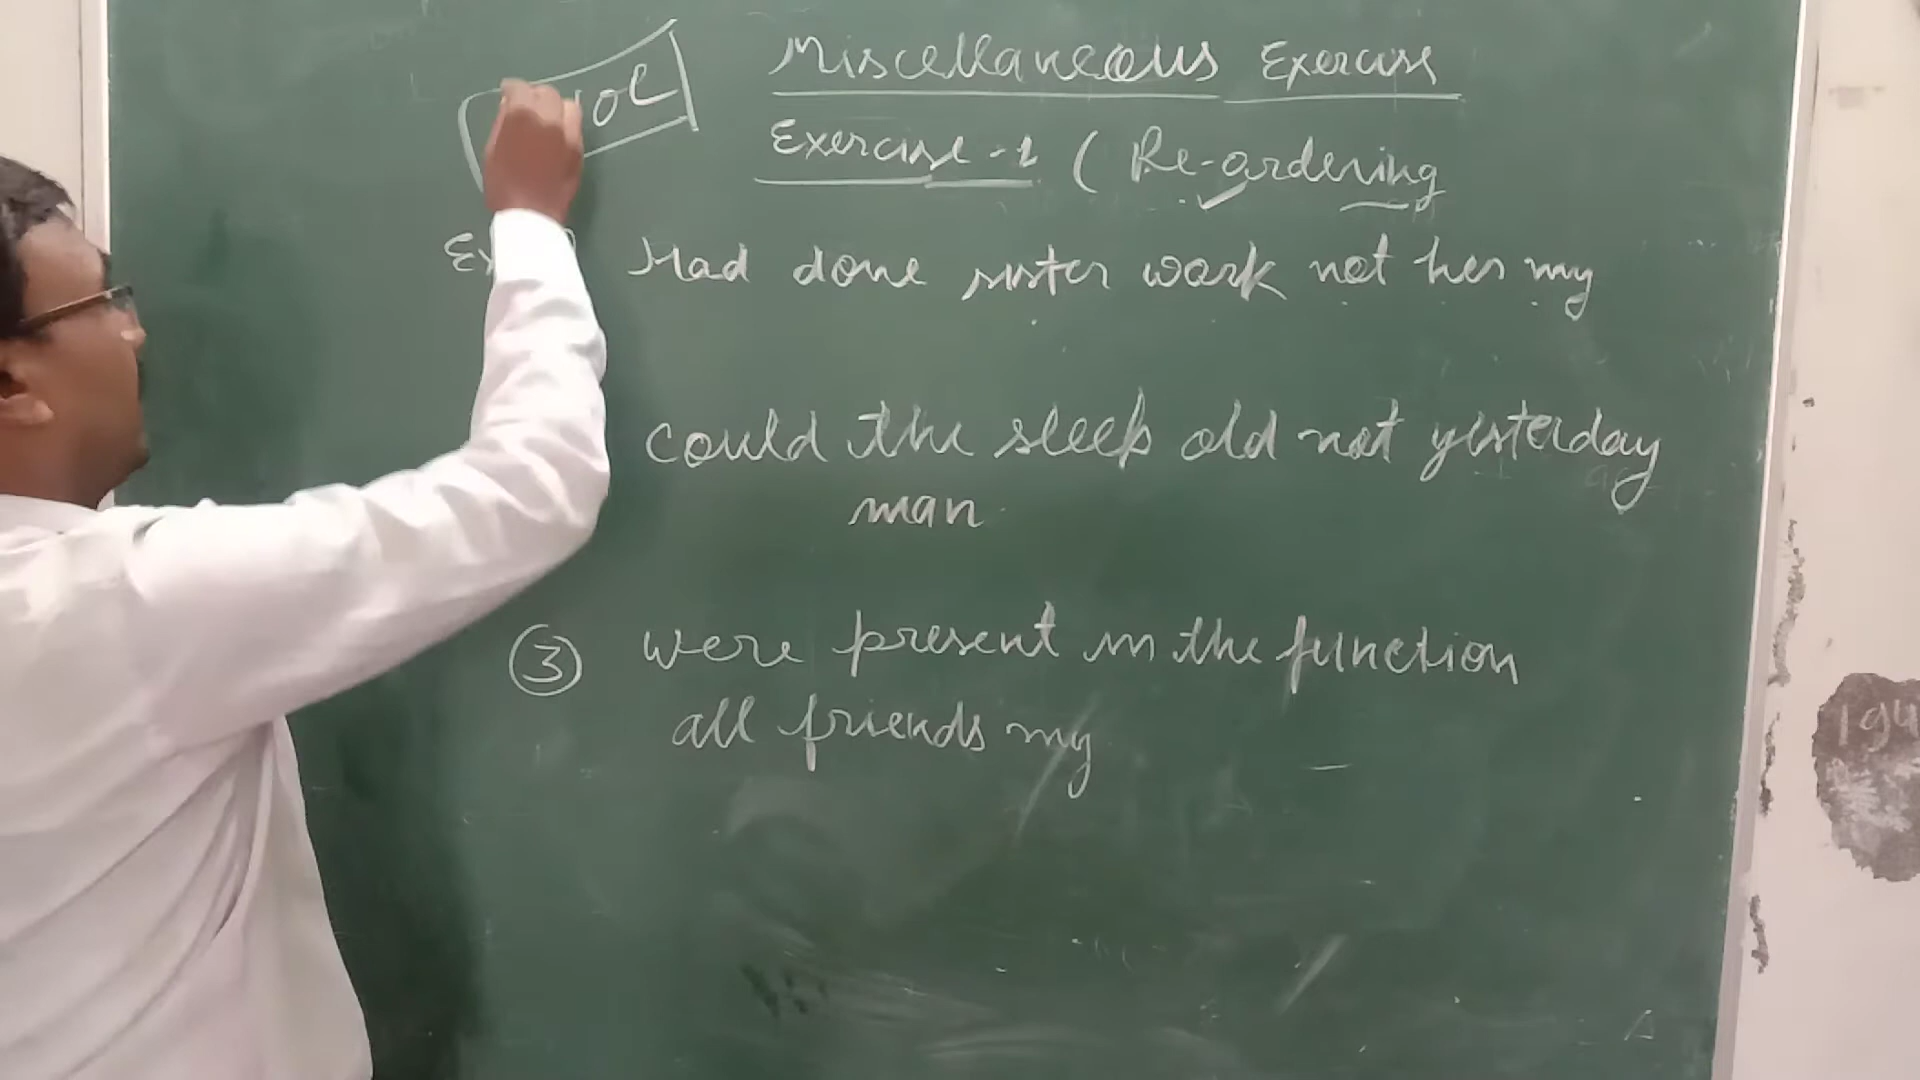 Miscellaneous Exercise
Exercise-1 (Re-ordering
Had done sister work not her my
could the sleep old not yesterday
man
③ were present in the function
all friends my
194